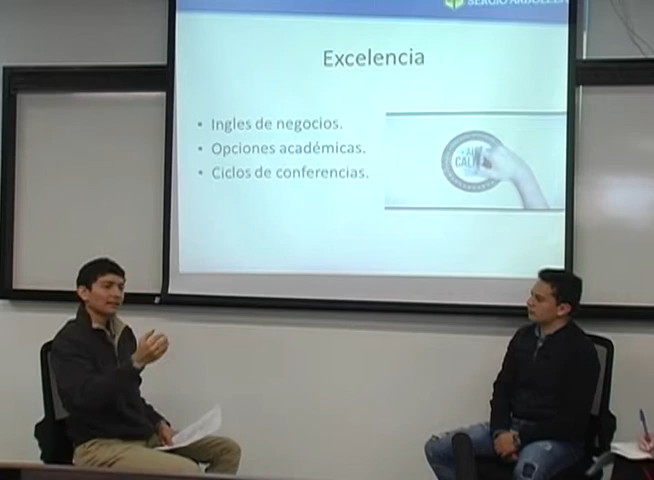 SERGIO ARBOLEDA
Excelencia
• Ingles de negocios.
• Opciones académicas.
• Ciclos de conferencias.